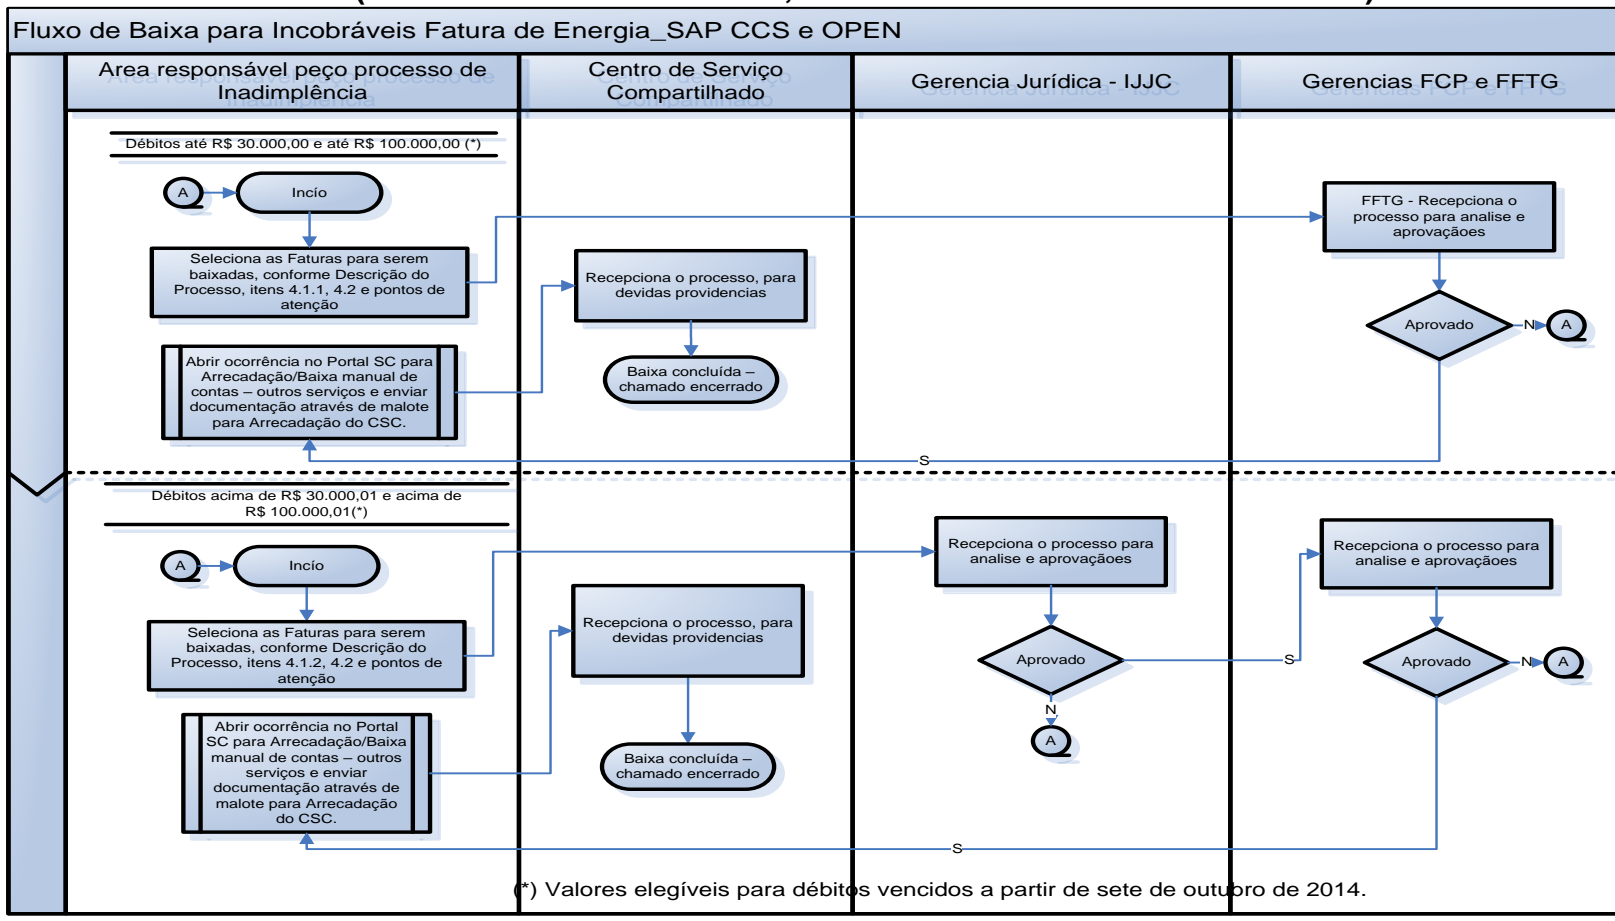 Fluxo de Baixa para Incobráveis Fatura de Energia_SAP CCS e OPEN
Area responsável peço processo de
Inadimplência
Centro de Serviço
Compartilhado
Gerencia Jurídica - IJJC
Gerencias FCP e FFTG
Débitos até R$ 30.000,00 e até R$ 100.000,00 (*)
A
Incío
Seleciona as Faturas para serem
baixadas, conforme Descrição do
Processo, itens 4.1.1, 4.2 e pontos de
atenção
Abrir ocorrência no Portal SC para
Arrecadação/Baixa manual de
contas – outros serviços e enviar
documentação através de malote
para Arrecadação do CSC.
Recepciona o processo, para
devidas providencias
Baixa concluída –
chamado encerrado
FFTG - Recepciona o
processo para analise e
aprovaçãoes
Aprovado
N
A
S
Débitos acima de R$ 30.000,01 e acima de
R$ 100.000,01(*)
A
Incío
Seleciona as Faturas para serem
baixadas, conforme Descrição do
Processo, itens 4.1.2, 4.2 e pontos de
atenção
Abrir ocorrência no Portal
SC para Arrecadação/Baixa
manual de contas – outros
serviços e enviar
documentação através de
malote para Arrecadação
do CSC.
Recepciona o processo, para
devidas providencias
Baixa concluída –
chamado encerrado
Recepciona o processo para
analise e aprovaçãoes
Aprovado
N
A
S
Recepciona o processo para
analise e aprovaçãoes
Aprovado
N
A
S
(*) Valores elegíveis para débitos vencidos a partir de sete de outubro de 2014.